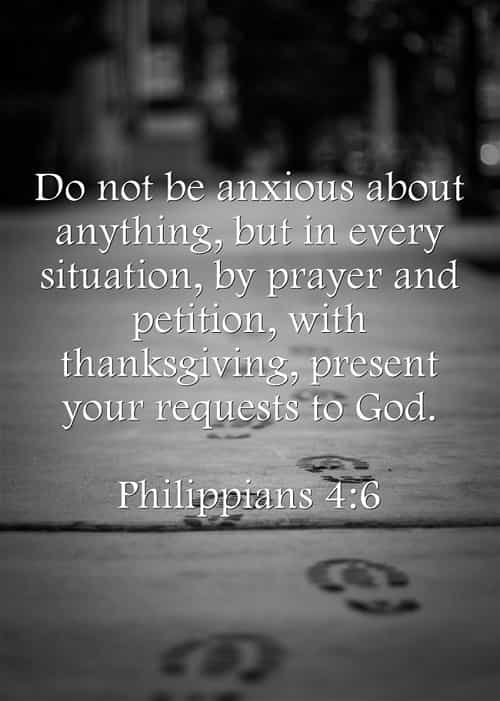 Do not be anxious about
anything, but in every
situation, by prayer and
petition, with
thanksgiving, present
your requests to God.
Philippians 4:6